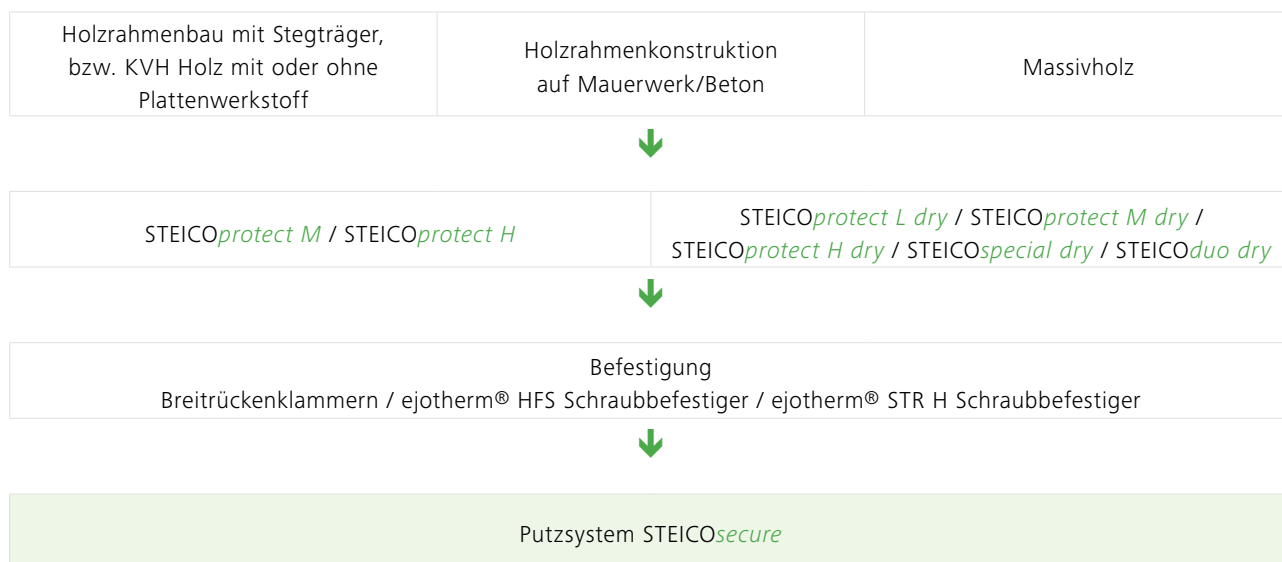 Holzrahmenbau mit Stegträger,
bzw. KVH Holz mit oder ohne
Plattenwerkstoff
Holzrahmenkonstruktion
auf Mauerwerk/Beton
Massivholz
STEICOprotect M / STEICOprotect H
STEICOprotect L dry / STEICOprotect M dry /
STEICOprotect H dry / STEICOspecial dry / STEICOduo dry
Befestigung
Breitrückenklammern / ejotherm® HFS Schraubbefestiger / ejotherm® STR H Schraubbefestiger
Putzsystem STEICOsecure